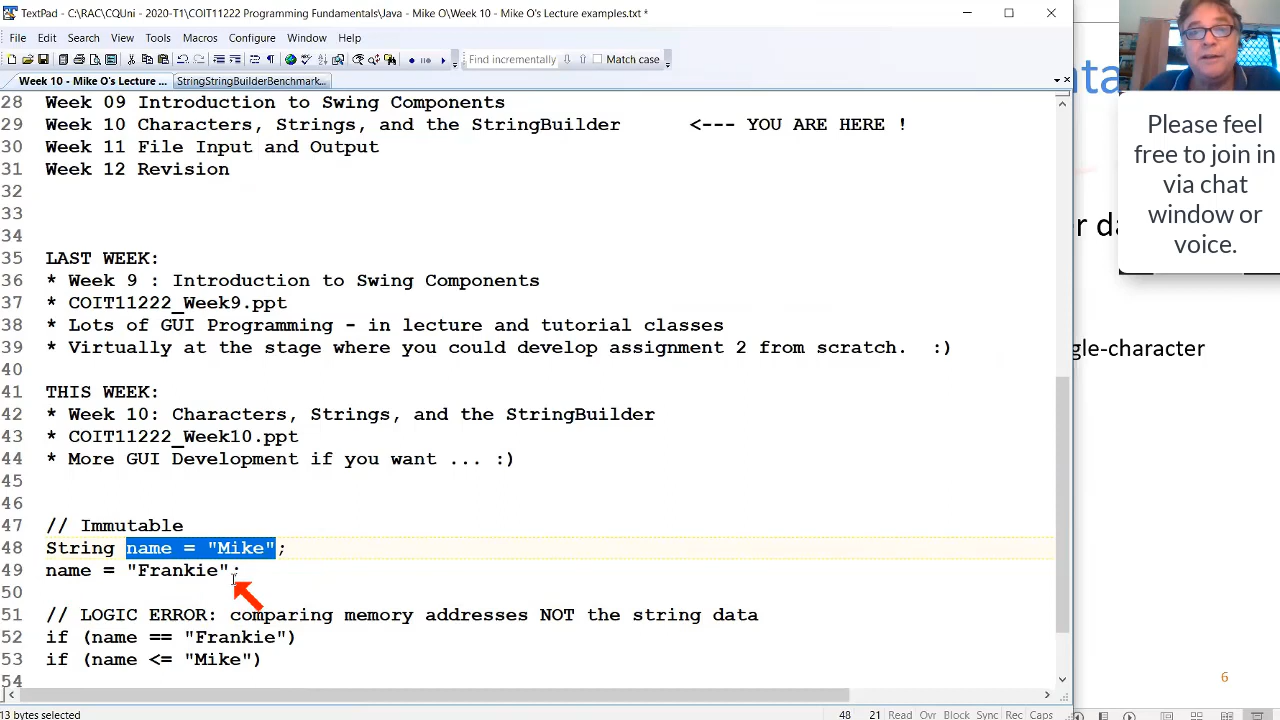 TextPad - C:\RAC\CQUni - 2020-T1\COIT11222 Programming Fundamentals\Java - Mike O\Week 10 - Mike O's Lecture examples.txt *
File Edit Search View Tools Macros Configure Window Help
Find incrementally Match case
Week 10 - Mike O's Lecture ... StringStringBuilderBenchmark...
28 Week 09 Introduction to Swing Components
29 Week 10 Characters, Strings, and the StringBuilder <--- YOU ARE HERE !
30 Week 11 File Input and Output
31 Week 12 Revision
32
33
34
35 LAST WEEK:
36 * Week 9 : Introduction to Swing Components
37 * COIT11222_Week9.ppt
38 * Lots of GUI Programming - in lecture and tutorial classes
39 * Virtually at the stage where you could develop assignment 2 from scratch. :)
40
41 THIS WEEK:
42 * Week 10: Characters, Strings, and the StringBuilder
43 * COIT11222_Week10.ppt
44 * More GUI Development if you want ... :)
45
46
47 // Immutable
48 String name = "Mike";
49 name = "Frankie";
50
51 // LOGIC ERROR: comparing memory addresses NOT the string data
52 if (name == "Frankie")
53 if (name <= "Mike")
54
13 bytes selected 48 21 Read Ovr Block Sync Rec Caps
Please feel
free to join in
via chat
window or
voice.
gle-character
6